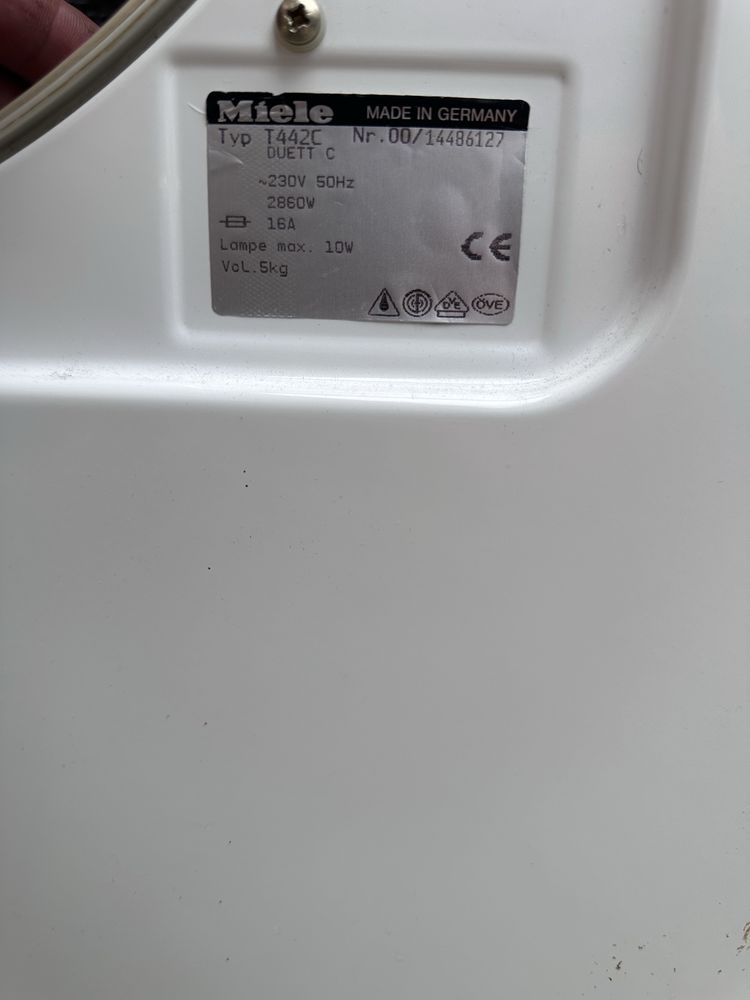 Miele MADE IN GERMANY
Typ T442C Nr.00/14486127
DUETT C
~230V 50Hz
2860W
16A
Lampe max. 10W
Vol.5kg
CE
DVE ÖVE